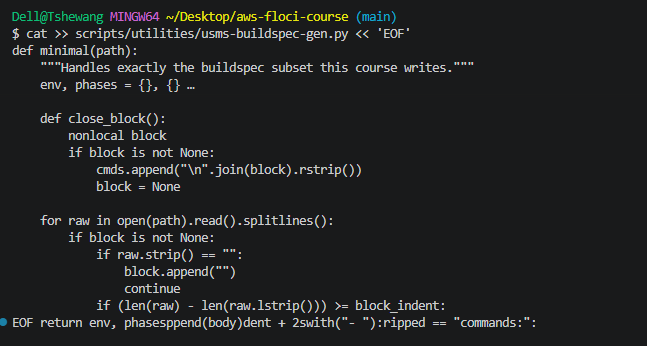 Dell@Tshewang MINGW64 ~/Desktop/aws-floci-course (main)
$ cat >> scripts/utilities/usms-buildspec-gen.py << 'EOF'
def minimal(path):
    """Handles exactly the buildspec subset this course writes."""
    env, phases = {}, {} …

    def close_block():
        nonlocal block
        if block is not None:
            cmds.append("\n".join(block).rstrip())
            block = None

    for raw in open(path).read().splitlines():
        if block is not None:
            if raw.strip() == "":
                block.append("")
                continue
            if (len(raw) - len(raw.lstrip())) >= block_indent:
EOF return env, phasesppend(body)dent + 2swith("- "):ripped == "commands:":